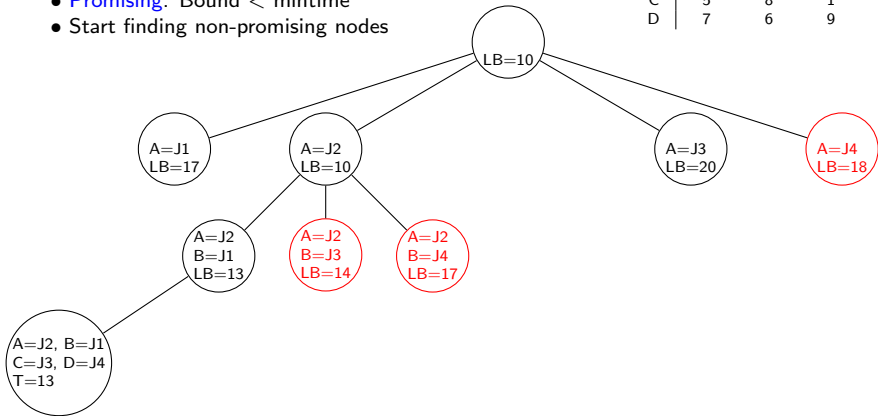 • Promising: Bound < mintime
• Start finding non-promising nodes
C 5 8 1
D 7 6 9
LB=10
A=J1
LB=17
A=J2
LB=10
A=J3
LB=20
A=J4
LB=18
A=J2
B=J1
LB=13
A=J2
B=J3
LB=14
A=J2
B=J4
LB=17
A=J2, B=J1
C=J3, D=J4
T=13